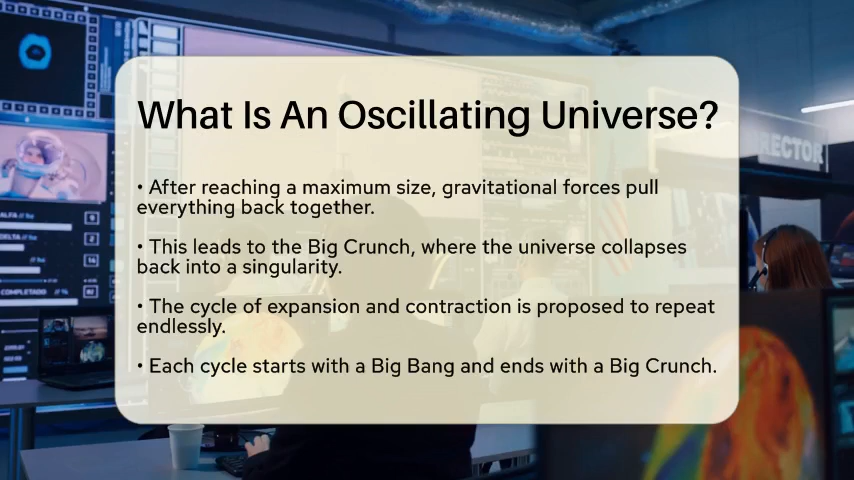 What Is An Oscillating Universe?
• After reaching a maximum size, gravitational forces pull
everything back together.
• This leads to the Big Crunch, where the universe collapses
back into a singularity.
• The cycle of expansion and contraction is proposed to repeat
endlessly.
• Each cycle starts with a Big Bang and ends with a Big Crunch.
RECTOR
COMPLETADO